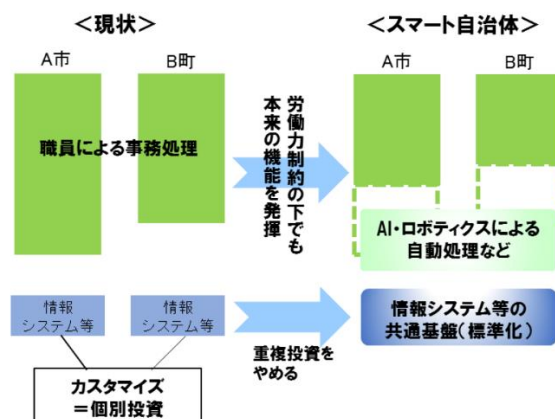 ＜現状＞
A市
B町
職員による事務処理
情報
システム等
情報
システム等
カスタマイズ
＝個別投資
労働力制約の下でも
本来の機能を発揮
重複投資を
やめる
＜スマート自治体＞
A市
B町
AI・ロボティクスによる
自動処理など
情報システム等の
共通基盤（標準化）